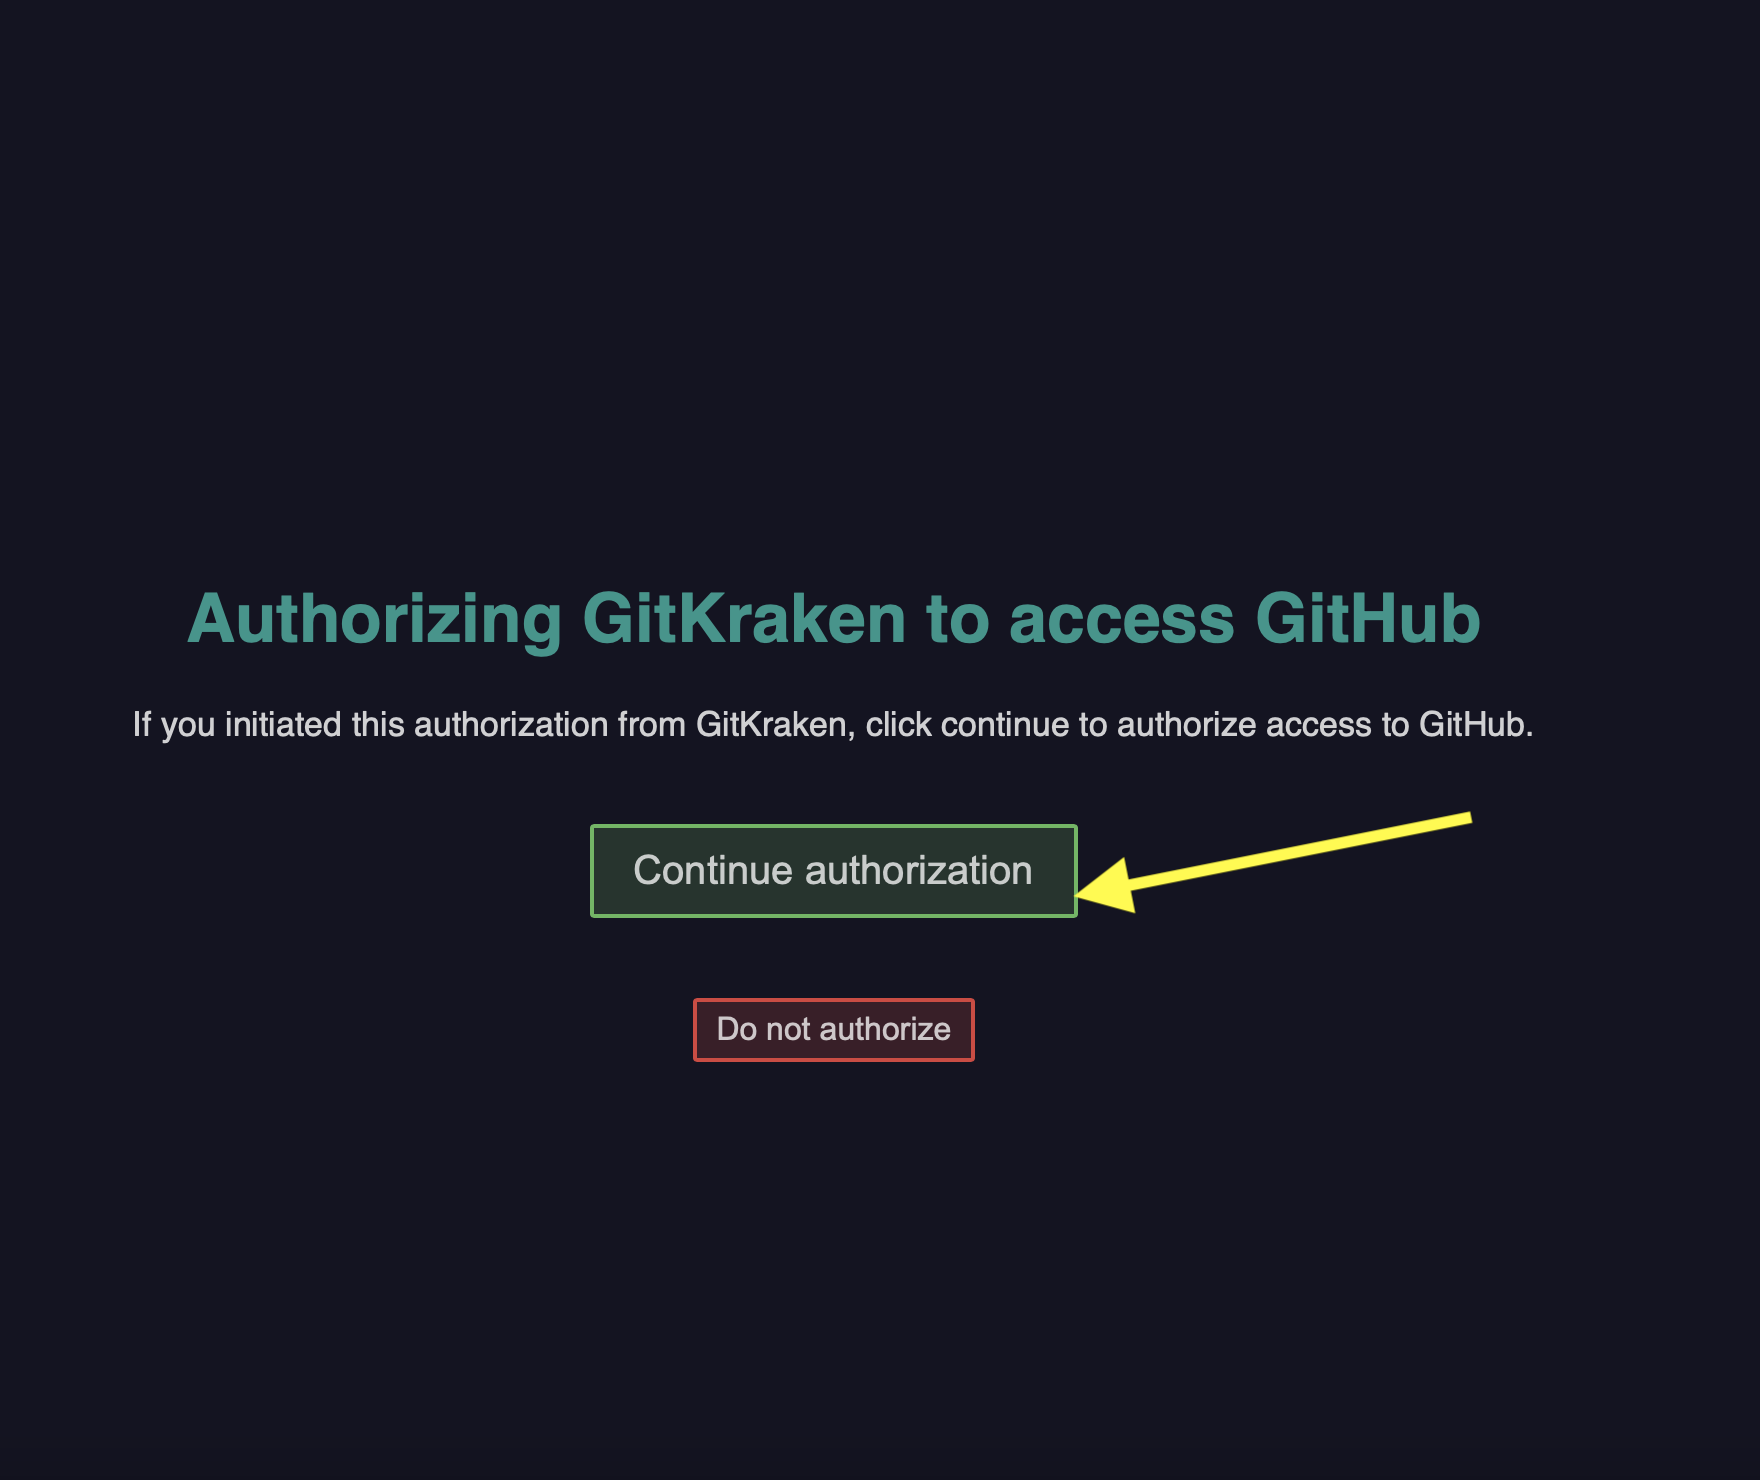 Authorizing GitKraken to access GitHub
If you initiated this authorization from GitKraken, click continue to authorize access to GitHub.
Continue authorization
Do not authorize